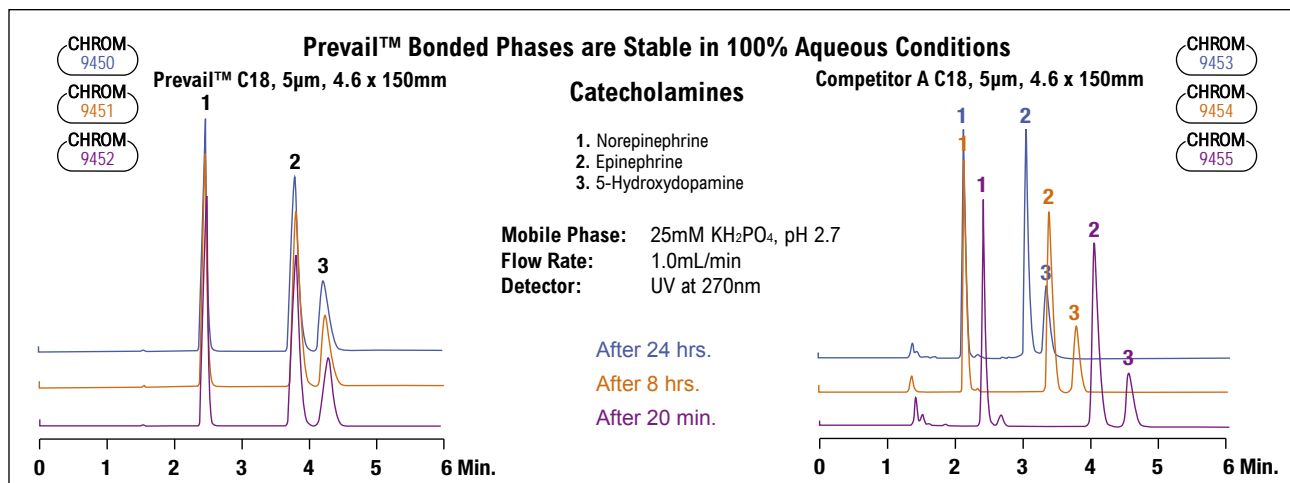 Prevail™ Bonded Phases are Stable in 100% Aqueous Conditions
CHROM
9450
CHROM
9451
CHROM
9452
Prevail™ C18, 5µm, 4.6 x 150mm
1
2
3
0 1 2 3 4 5 6 Min.
Catecholamines
1. Norepinephrine
2. Epinephrine
3. 5-Hydroxydopamine
Mobile Phase: 25mM KH₂PO₄, pH 2.7
Flow Rate: 1.0mL/min
Detector: UV at 270nm
After 24 hrs.
After 8 hrs.
After 20 min.
Competitor A C18, 5µm, 4.6 x 150mm
CHROM
9453
CHROM
9454
CHROM
9455
1 2
1
1 2
2
3
3
3
0 1 2 3 4 5 6 Min.